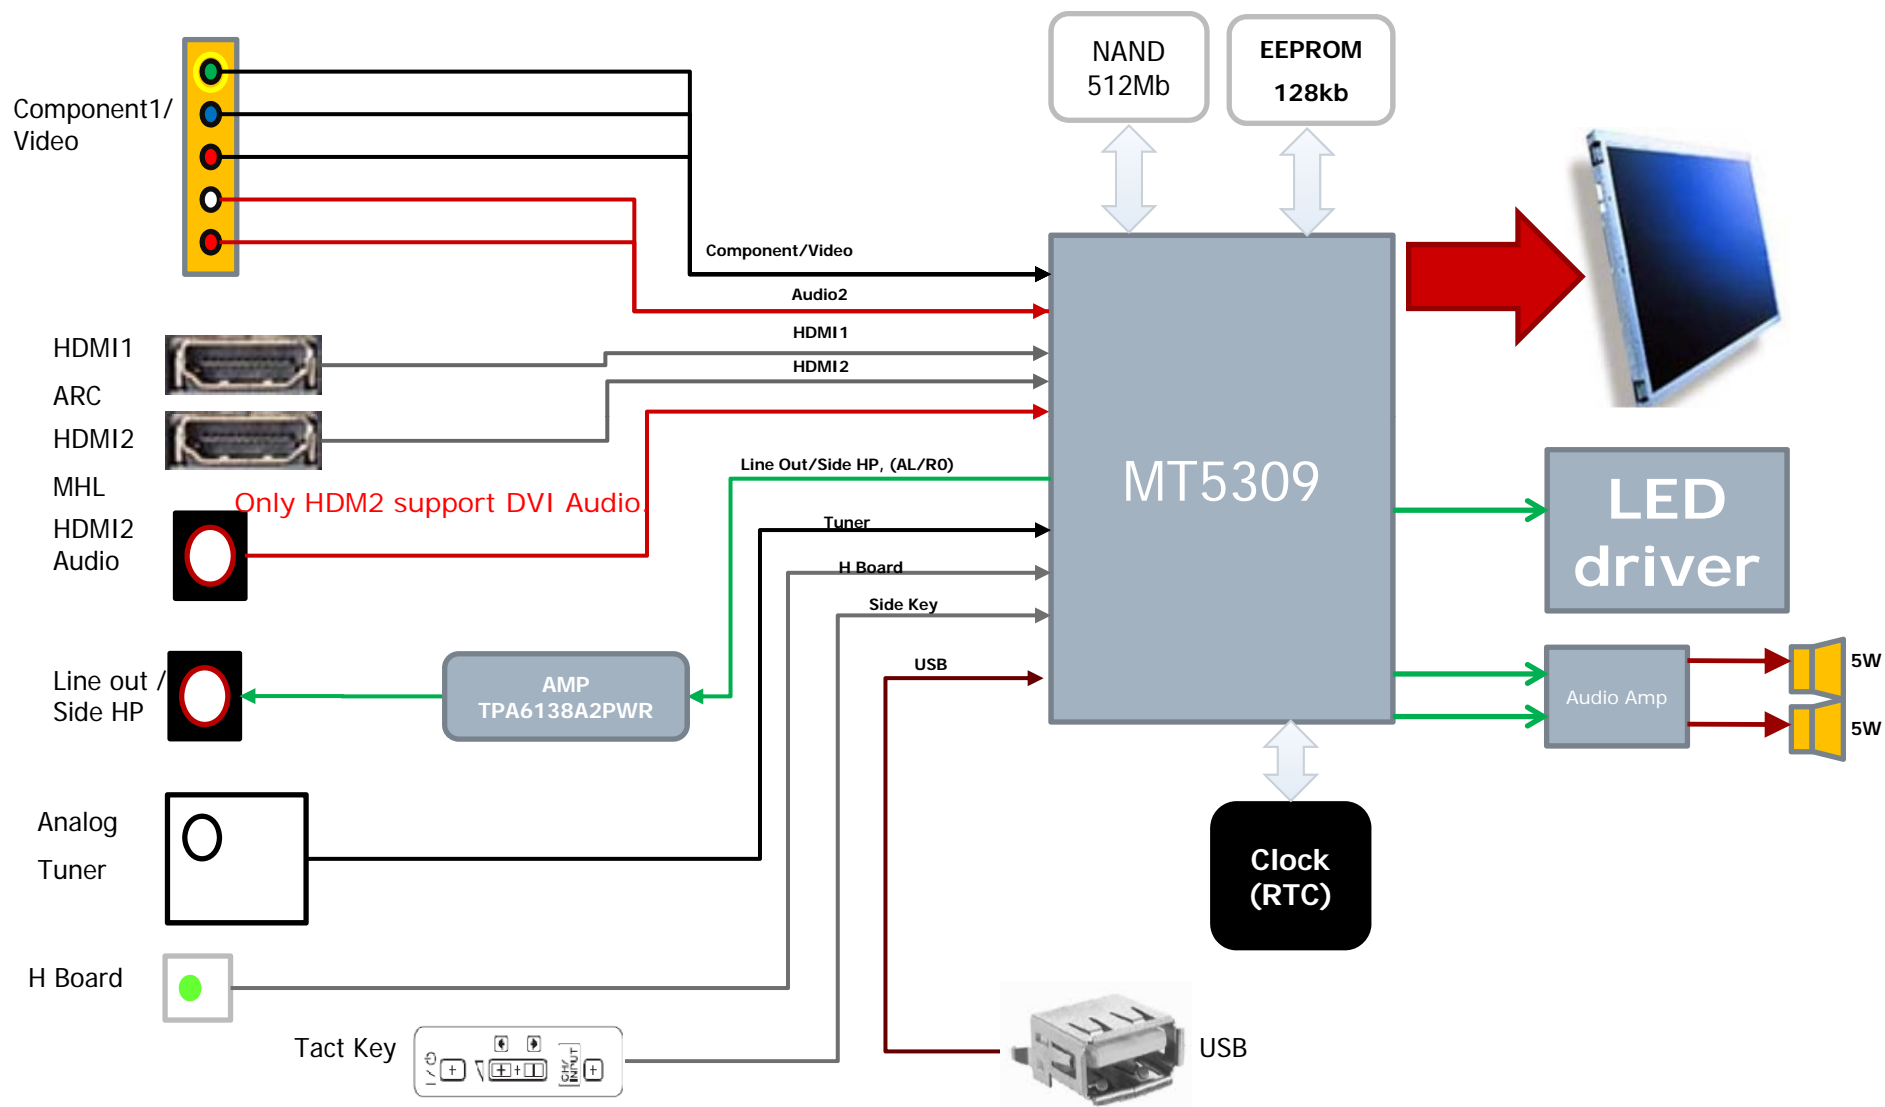 NAND
512Mb
EEPROM
128kb
Component1/
Video
Component/Video
Audio2
HDMI1
HDMI2
HDMI1
ARC
HDMI2
MHL
HDMI2
Audio
Only HDM2 support DVI Audio.
Line Out/Side HP, (AL/R0)
MT5309
Tuner
H Board
Side Key
USB
LED
driver
Line out /
Side HP
AMP
TPA6138A2PWR
Audio Amp
5W
5W
Analog
Tuner
Clock
(RTC)
H Board
Tact Key
CH/
INPUT
USB